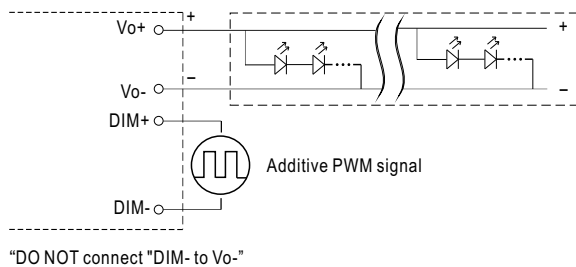 Vo+
+
+
Vo-
−
−
DIM+
Additive PWM signal
DIM-
“DO NOT connect "DIM- to Vo-”